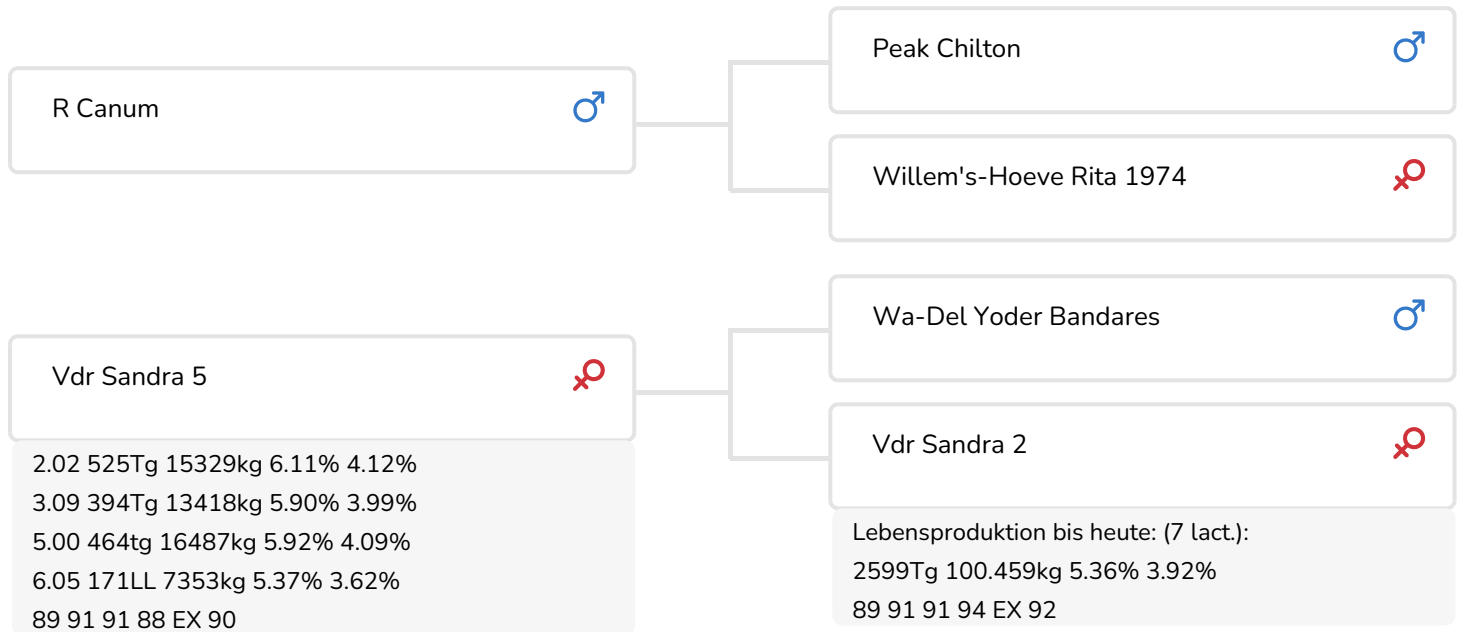 R Canum
Peak Chilton
Willem's-Hoeve Rita 1974
Vdr Sandra 5
2.02 525Tg 15329kg 6.11% 4.12%
3.09 394Tg 13418kg 5.90% 3.99%
5.00 464tg 16487kg 5.92% 4.09%
6.05 171LL 7353kg 5.37% 3.62%
89 91 91 88 EX 90
Wa-Del Yoder Bandares
Vdr Sandra 2
Lebensproduktion bis heute: (7 lact.):
2599Tg 100.459kg 5.36% 3.92%
89 91 91 94 EX 92